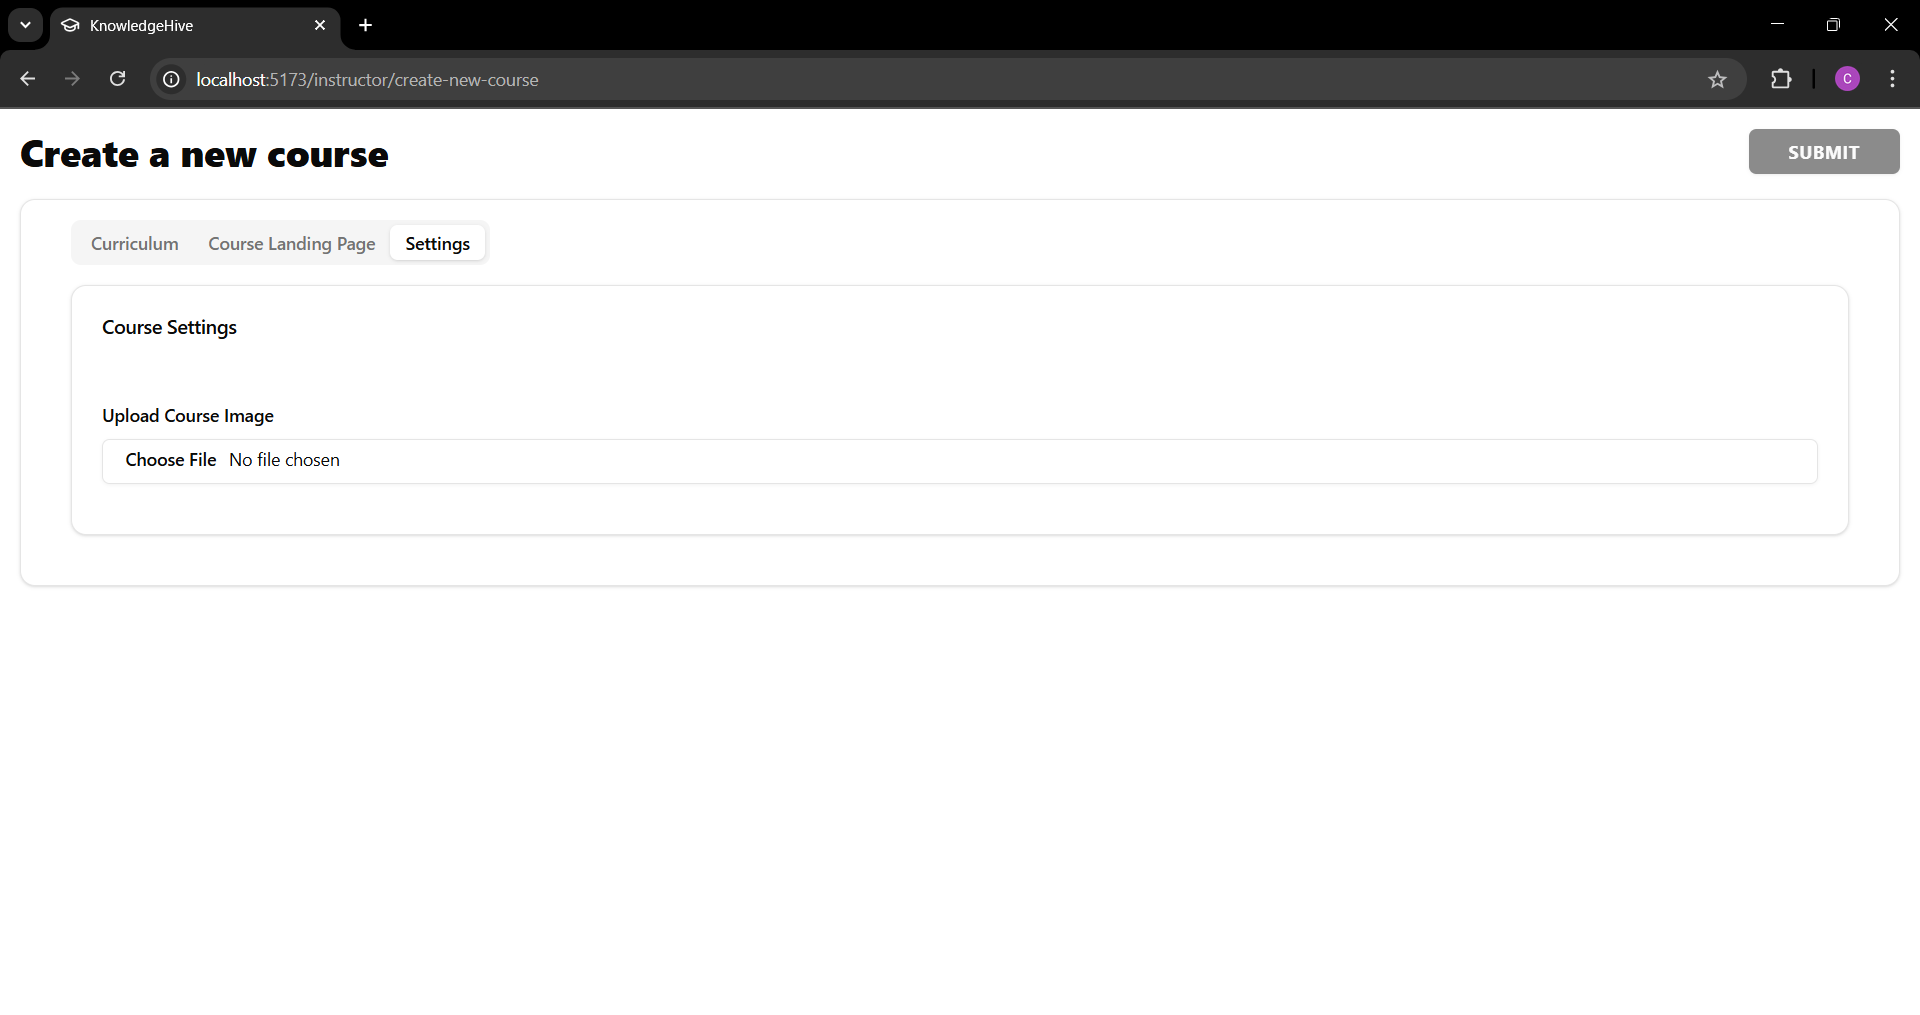 KnowledgeHive
localhost:5173/instructor/create-new-course
C
Create a new course
SUBMIT
Curriculum Course Landing Page Settings
Course Settings
Upload Course Image
Choose File No file chosen